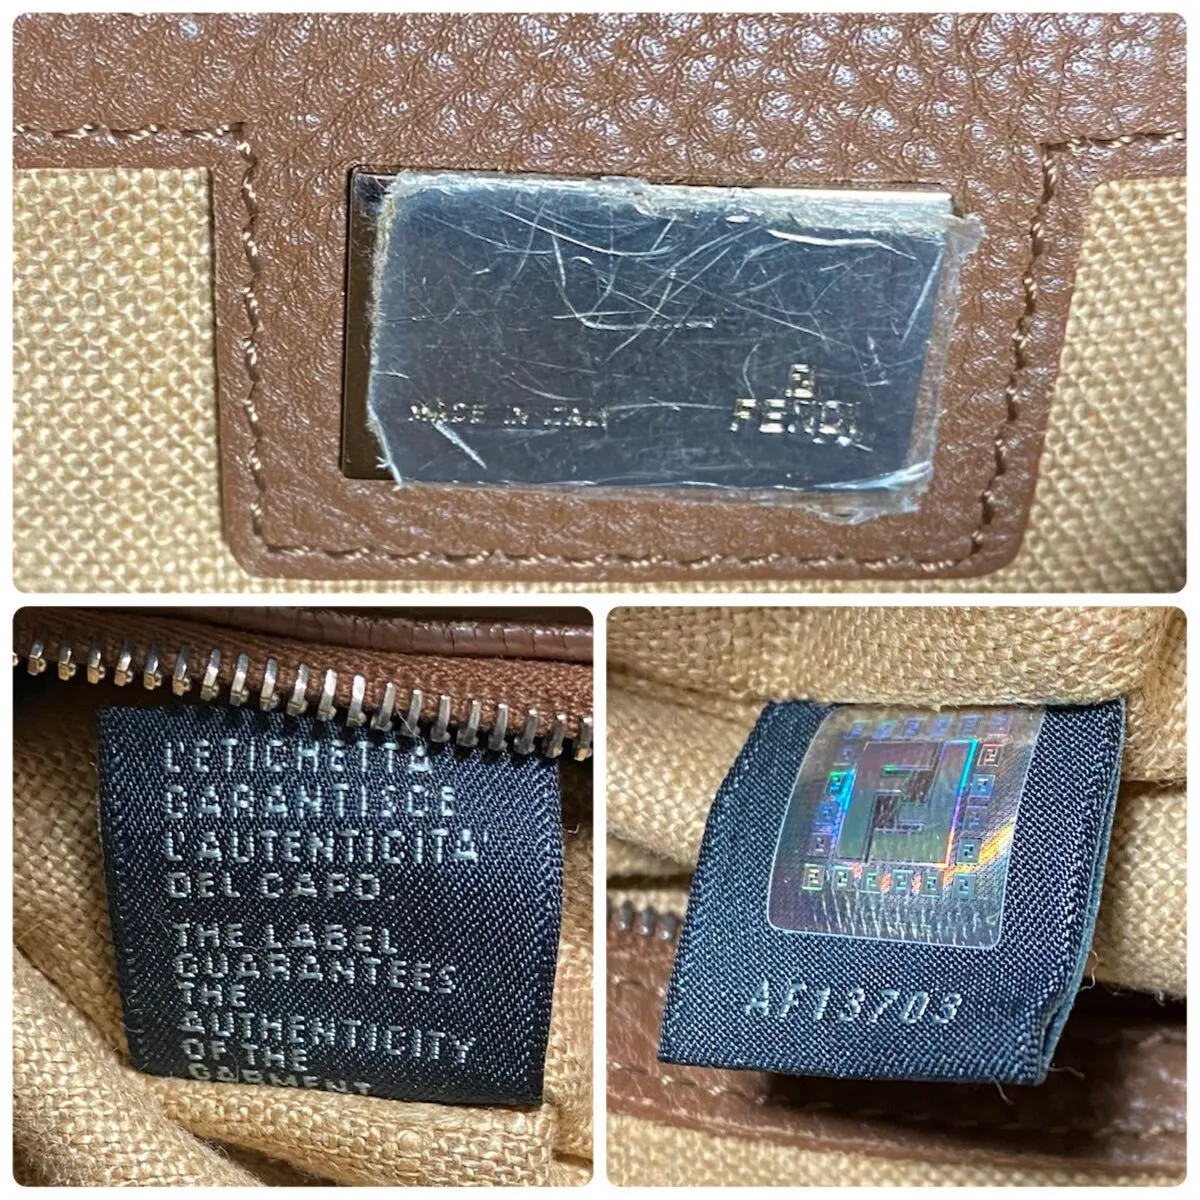 MADE IN ITALY
FENDI
L'ETICHETTA
GARANTISCE
L'AUTENTICITA'
DEL CAPO.
THE LABEL
GUARANTEES
THE
AUTHENTICITY
OF THE
GARMENT
AF13703